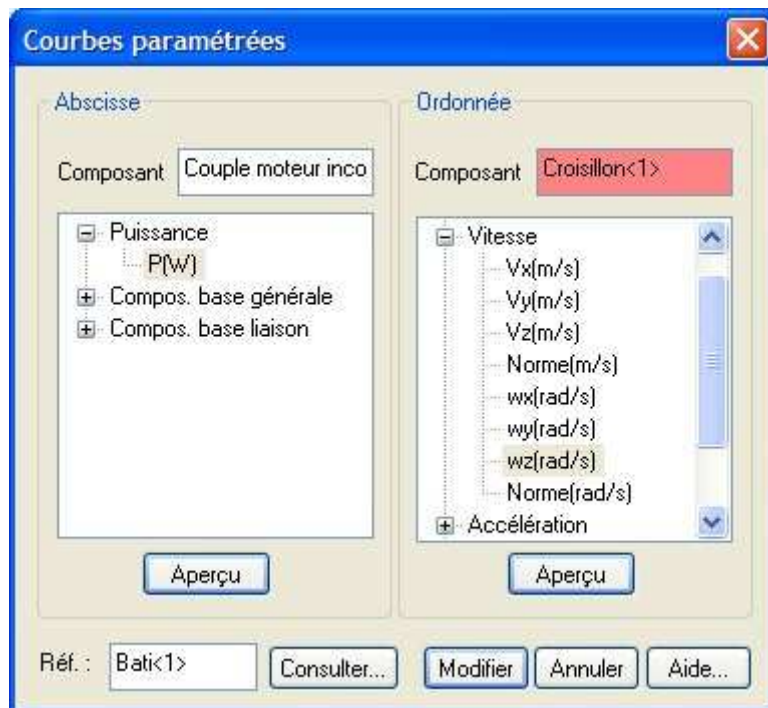 Courbes paramétrées
Abscisse
Composant Couple moteur inco
Puissance
P(W)
Compos. base générale
Compos. base liaison
Aperçu
Ordonnée
Composant Croisillon<1>
Vitesse
Vx(m/s)
Vy(m/s)
Vz(m/s)
Norme(m/s)
wx(rad/s)
wy(rad/s)
wz(rad/s)
Norme(rad/s)
Accélération
Aperçu
Réf. : Bati<1> Consulter... Modifier Annuler Aide...